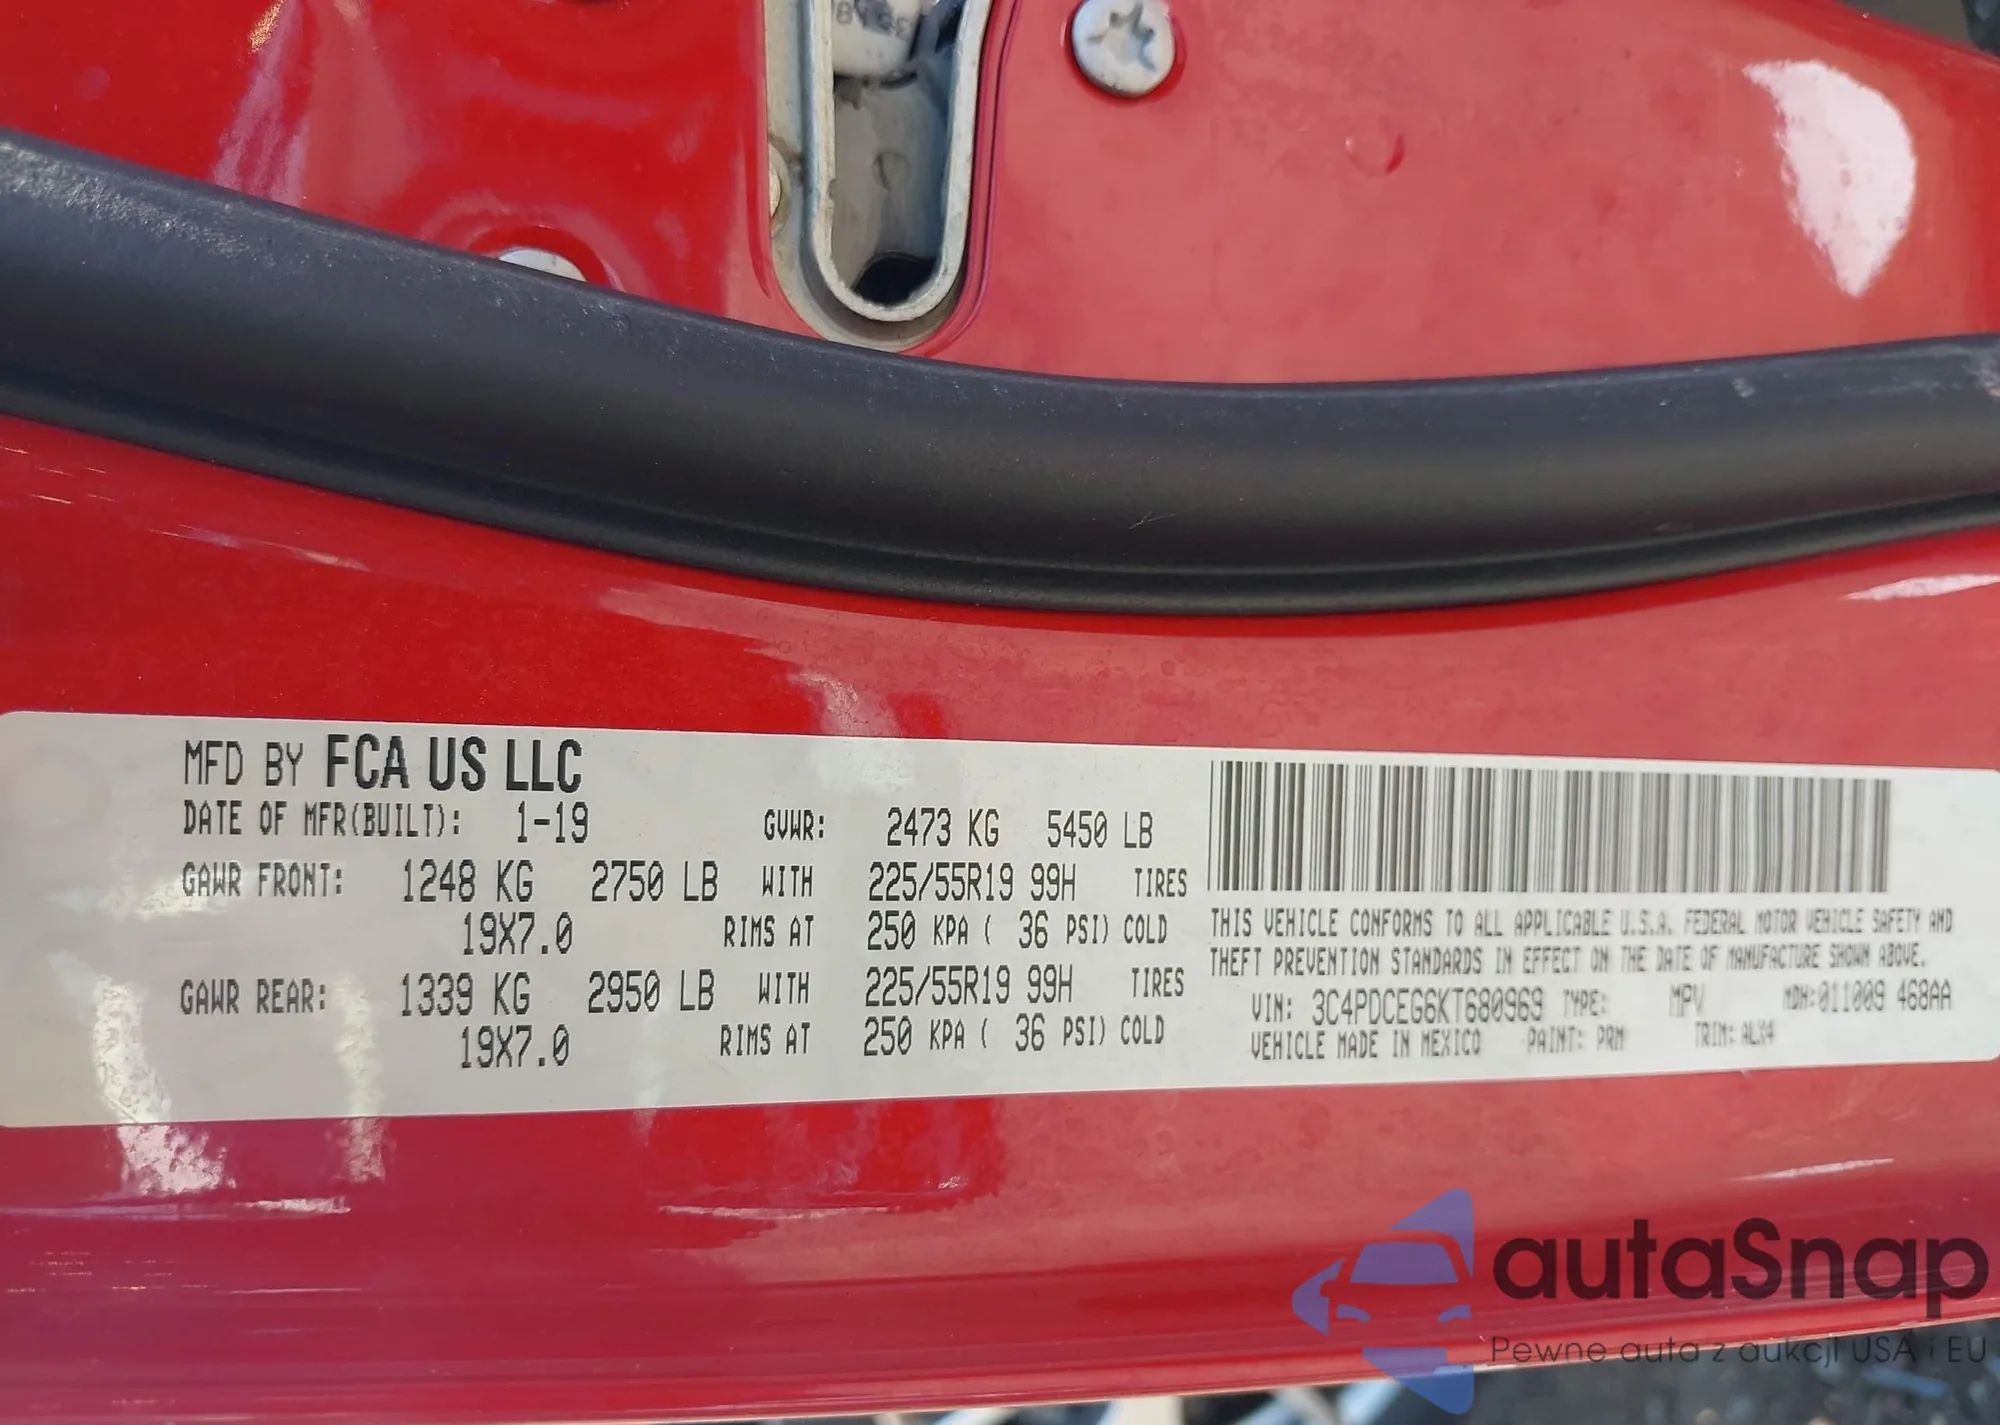 MFD BY FCA US LLC
DATE OF MFR(BUILT): 1-19 GVWR: 2473 KG 5450 LB
GAWR FRONT: 1248 KG 2750 LB WITH 225/55R19 99H TIRES
19X7.0 RIMS AT 250 KPA ( 36 PSI) COLD
GAWR REAR: 1339 KG 2950 LB WITH 225/55R19 99H TIRES
19X7.0 RIMS AT 250 KPA ( 36 PSI) COLD
THIS VEHICLE CONFORMS TO ALL APPLICABLE U.S.A. FEDERAL MOTOR VEHICLE SAFETY AND
THEFT PREVENTION STANDARDS IN EFFECT ON THE DATE OF MANUFACTURE SHOWN ABOVE.
VIN: 3C4PDCEG6KT680969 TYPE: MPV MDH:011009 468AA
VEHICLE MADE IN MEXICO PAINT: PRM TRIM: ALX4
autaSnap
Pewne auta z aukcji USA i EU